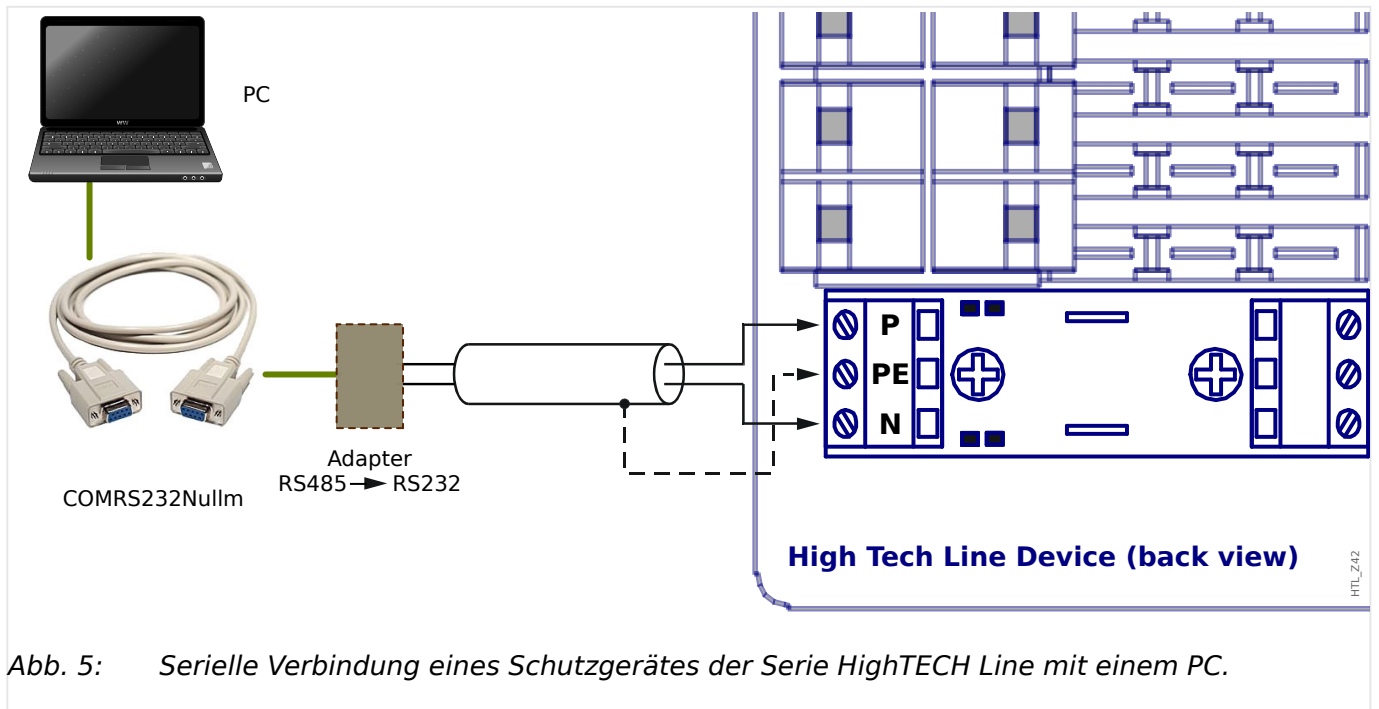 PC
P
PE
N
Adapter
RS485 → RS232
COMRS232Nullm
High Tech Line Device (back view)
HTL_Z42
Abb. 5: Serielle Verbindung eines Schutzgerätes der Serie HighTECH Line mit einem PC.